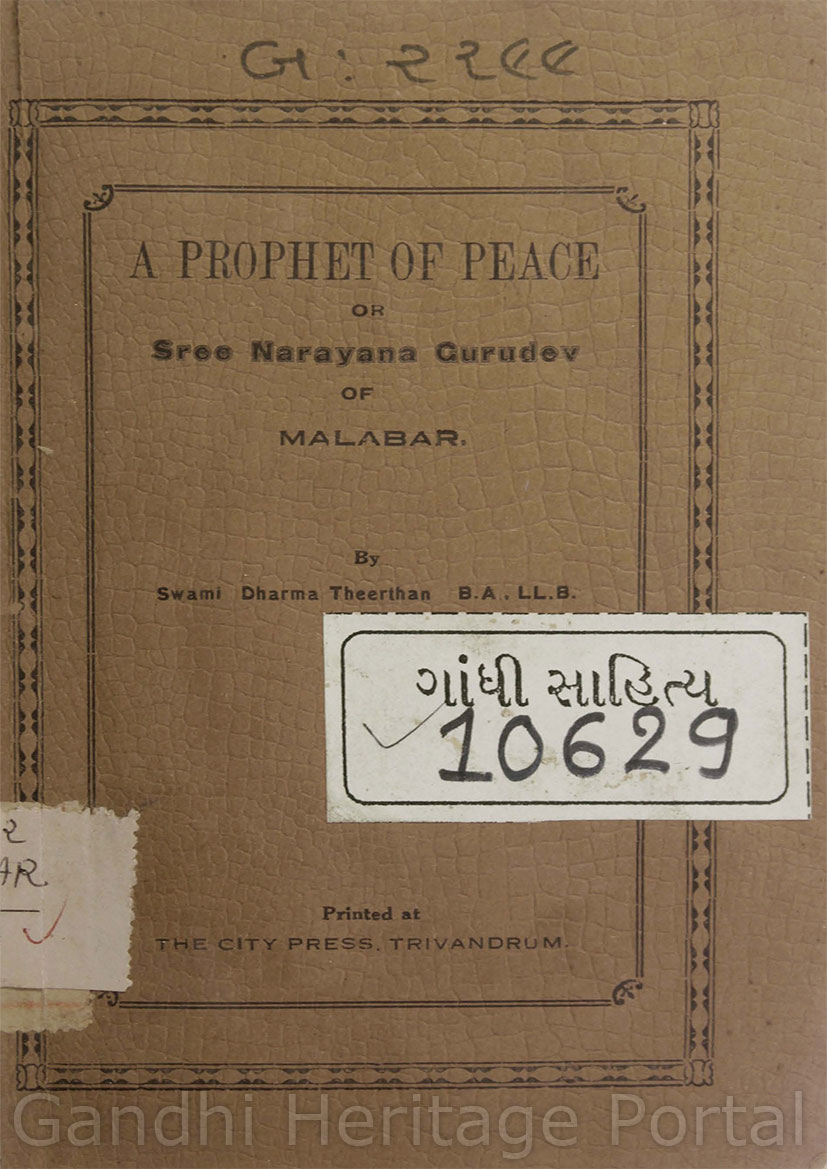 બ : ૨૨૯૯
A PROPHET OF PEACE
OR
Sree Narayana Gurudev
OF
MALABAR.
By
Swami Dharma Theerthan B.A., LL.B.
ગાંધી સાહિત્ય
10629
૨
AR
Printed at
THE CITY PRESS, TRIVANDRUM.
Gandhi Heritage Portal